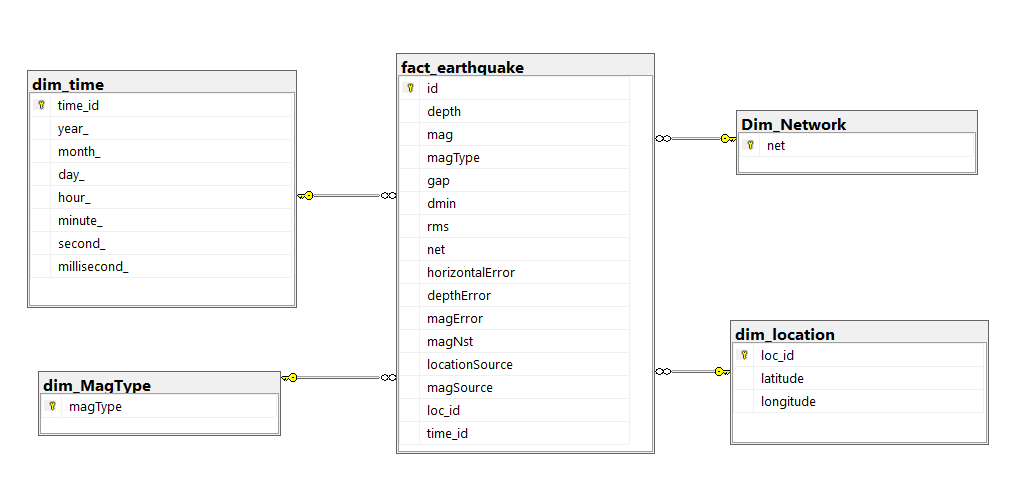 dim_time
time_id
year_
month_
day_
hour_
minute_
second_
millisecond_
dim_MagType
magType
fact_earthquake
id
depth
mag
magType
gap
dmin
rms
net
horizontalError
depthError
magError
magNst
locationSource
magSource
loc_id
time_id
Dim_Network
net
dim_location
loc_id
latitude
longitude